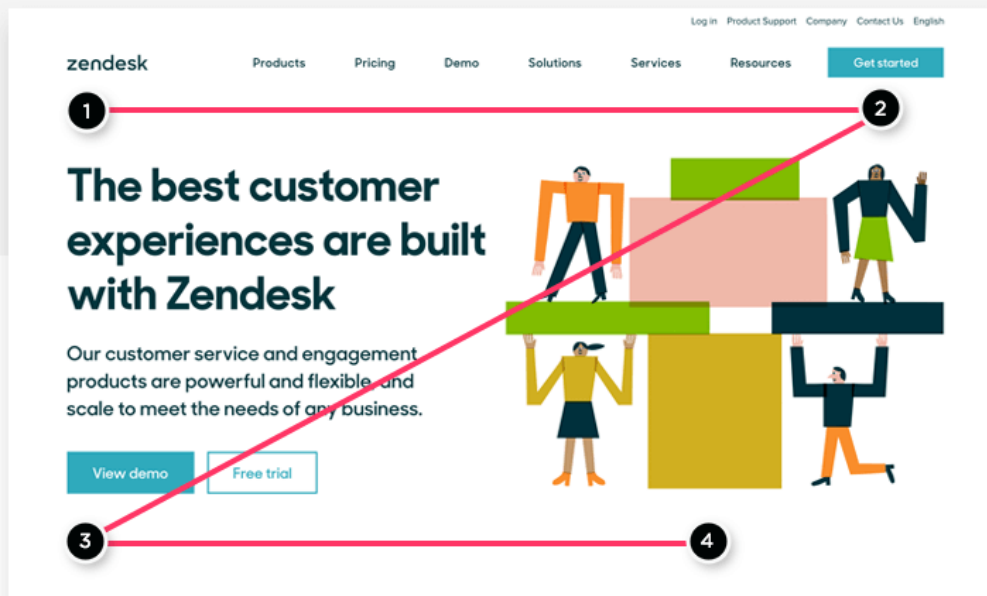 Log in Product Support Company Contact Us English
zendesk Products Pricing Demo Solutions Services Resources Get started
1 2
The best customer
experiences are built
with Zendesk
Our customer service and engagement
products are powerful and flexible, and
scale to meet the needs of any business.
View demo Free trial
3 4